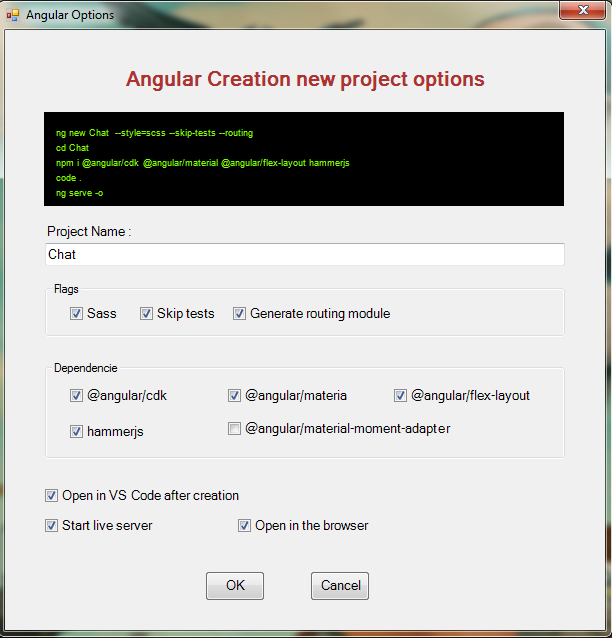 Angular Options
Angular Creation new project options
ng new Chat --style=scss --skip-tests --routing
cd Chat
npm i @angular/cdk @angular/material @angular/flex-layout hammerjs
code .
ng serve -o
Project Name :
Chat
Flags
Sass Skip tests Generate routing module
Dependencie
@angular/cdk @angular/materia @angular/flex-layout
hammerjs @angular/material-moment-adapter
Open in VS Code after creation
Start live server Open in the browser
OK Cancel